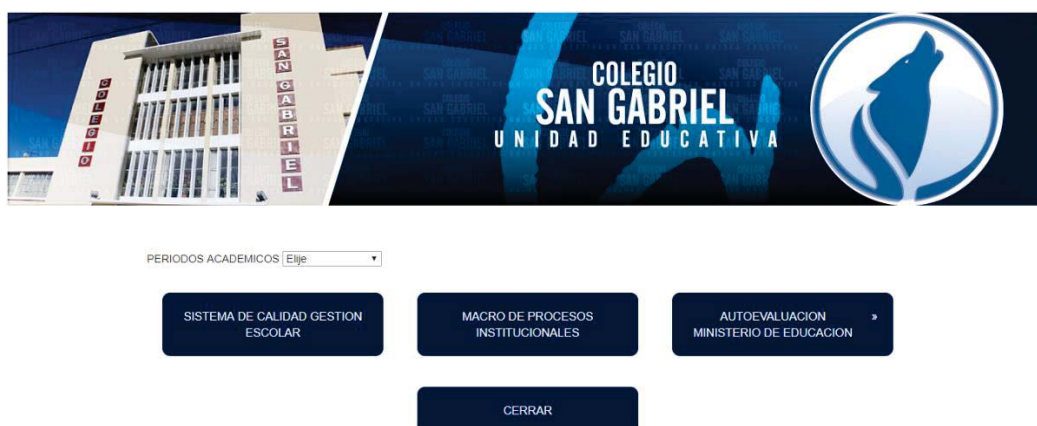 COLEGIO
SAN GABRIEL
COLEGIO
SAN GABRIEL
UNIDAD EDUCATIVA
PERIODOS ACADEMICOS Elije
SISTEMA DE CALIDAD GESTION
ESCOLAR
MACRO DE PROCESOS
INSTITUCIONALES
AUTOEVALUACION »
MINISTERIO DE EDUCACION
CERRAR